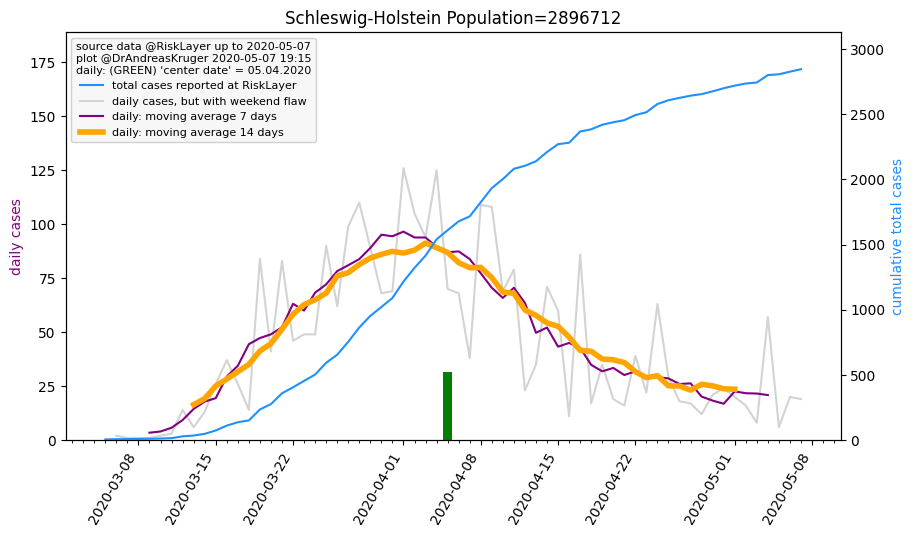 Schleswig-Holstein Population=2896712
source data @RiskLayer up to 2020-05-07
plot @DrAndreasKruger 2020-05-07 19:15
daily: (GREEN) 'center date' = 05.04.2020
total cases reported at RiskLayer
daily cases, but with weekend flaw
daily: moving average 7 days
daily: moving average 14 days
daily cases
175
150
125
100
75
50
25
0
3000
2500
2000
1500
1000
500
0
cumulative total cases
2020-03-08
2020-03-15
2020-03-22
2020-04-01
2020-04-08
2020-04-15
2020-04-22
2020-05-01
2020-05-08